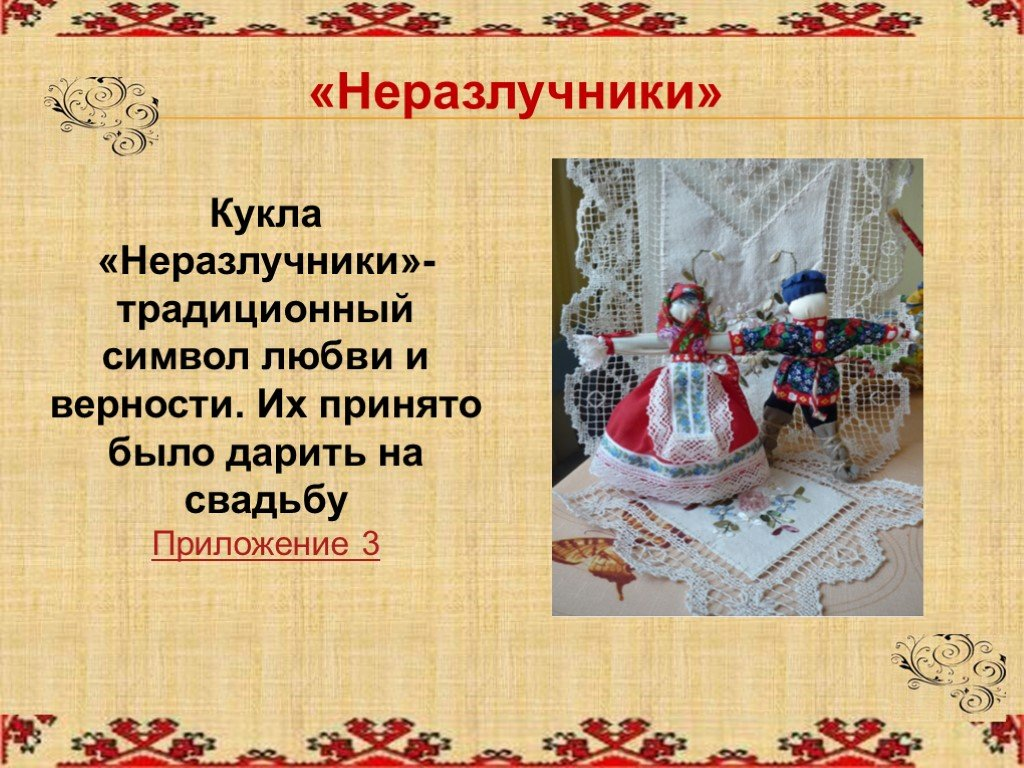 «Неразлучники»
Кукла
«Неразлучники»-
традиционный
символ любви и
верности. Их принято
было дарить на
свадьбу
Приложение 3